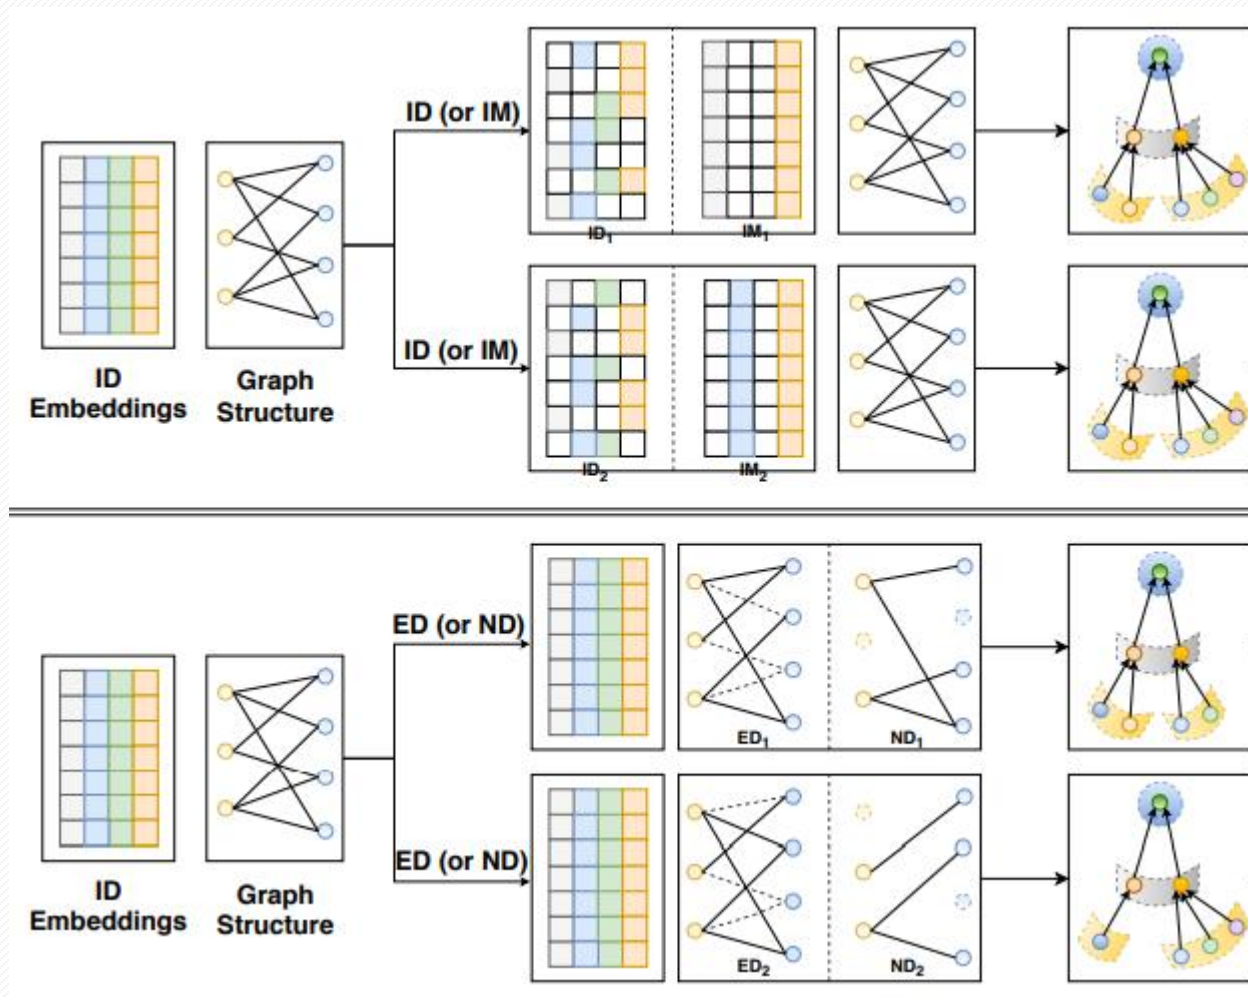 ID (or IM)
ID₁
IM₁
ID
Embeddings
Graph
Structure
ID (or IM)
ID₂
IM₂
ED (or ND)
ED₁
ND₁
ID
Embeddings
Graph
Structure
ED (or ND)
ED₂
ND₂